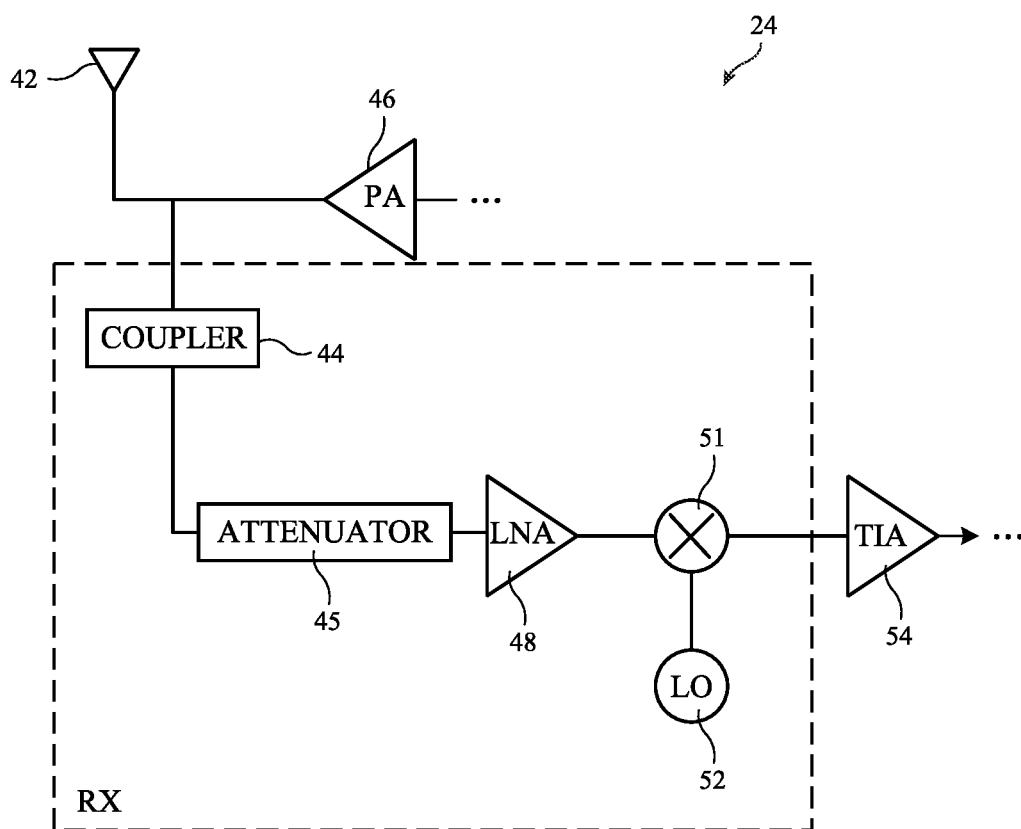 24
42
46
PA
...
COUPLER
44
51
ATTENUATOR
LNA
TIA
...
45
48
54
LO
52
RX